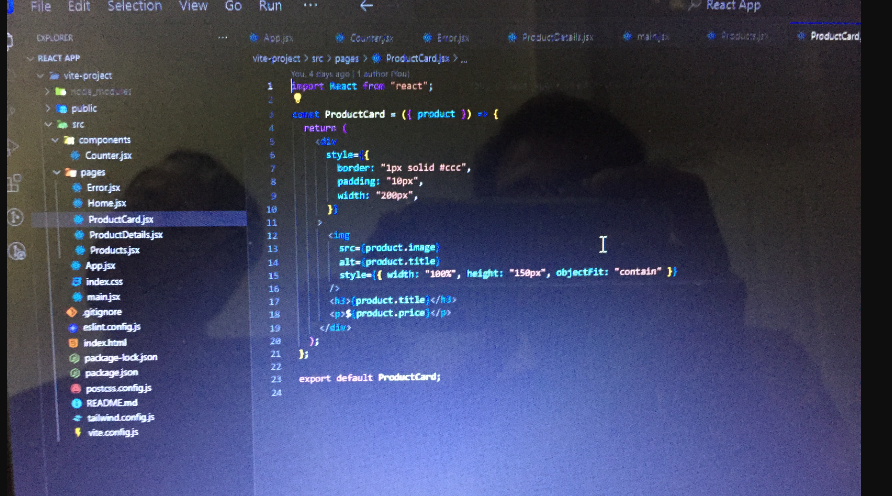 File Edit Selection View Go Run ··· ← React App
EXPLORER ···
App.jsx Counter.jsx Error.jsx ProductDetails.jsx main.jsx Products.jsx ProductCard.
REACT APP
vite-project
node_modules
public
src
components
Counter.jsx
pages
Error.jsx
Home.jsx
ProductCard.jsx
ProductDetails.jsx
Products.jsx
App.jsx
index.css
main.jsx
.gitignore
eslint.config.js
index.html
package-lock.json
package.json
postcss.config.js
README.md
tailwind.config.js
vite.config.js
vite-project > src > pages > ProductCard.jsx > ...
You, 4 days ago | 1 author (You)
1 import React from "react";
2
3 const ProductCard = ({ product }) => {
4 return (
5 <div
6 style={{
7 border: "1px solid #ccc",
8 padding: "10px",
9 width: "200px",
10 }}
11 >
12 <img
13 src={product.image}
14 alt={product.title}
15 style={{ width: "100%", height: "150px", objectFit: "contain" }}
16 />
17 <h3>{product.title}</h3>
18 <p>${product.price}</p>
19 </div>
20 );
21 };
22
23 export default ProductCard;
24